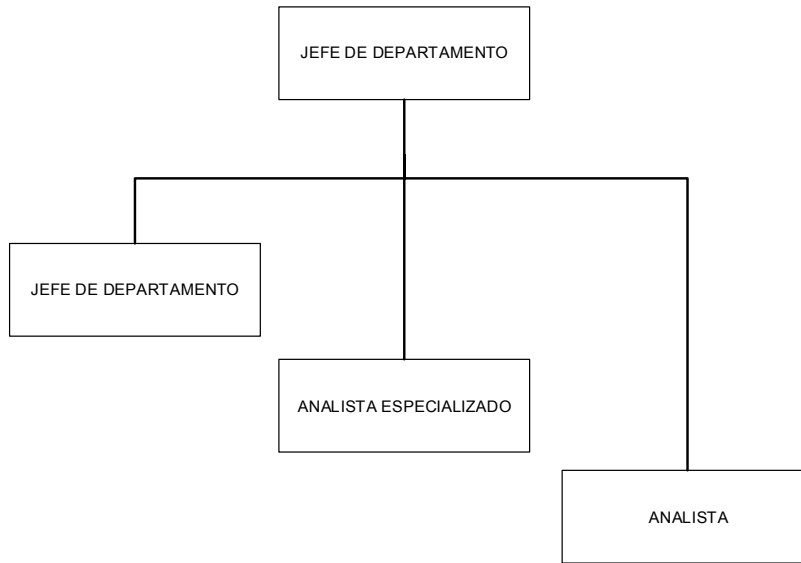 JEFE DE DEPARTAMENTO
JEFE DE DEPARTAMENTO
ANALISTA ESPECIALIZADO
ANALISTA